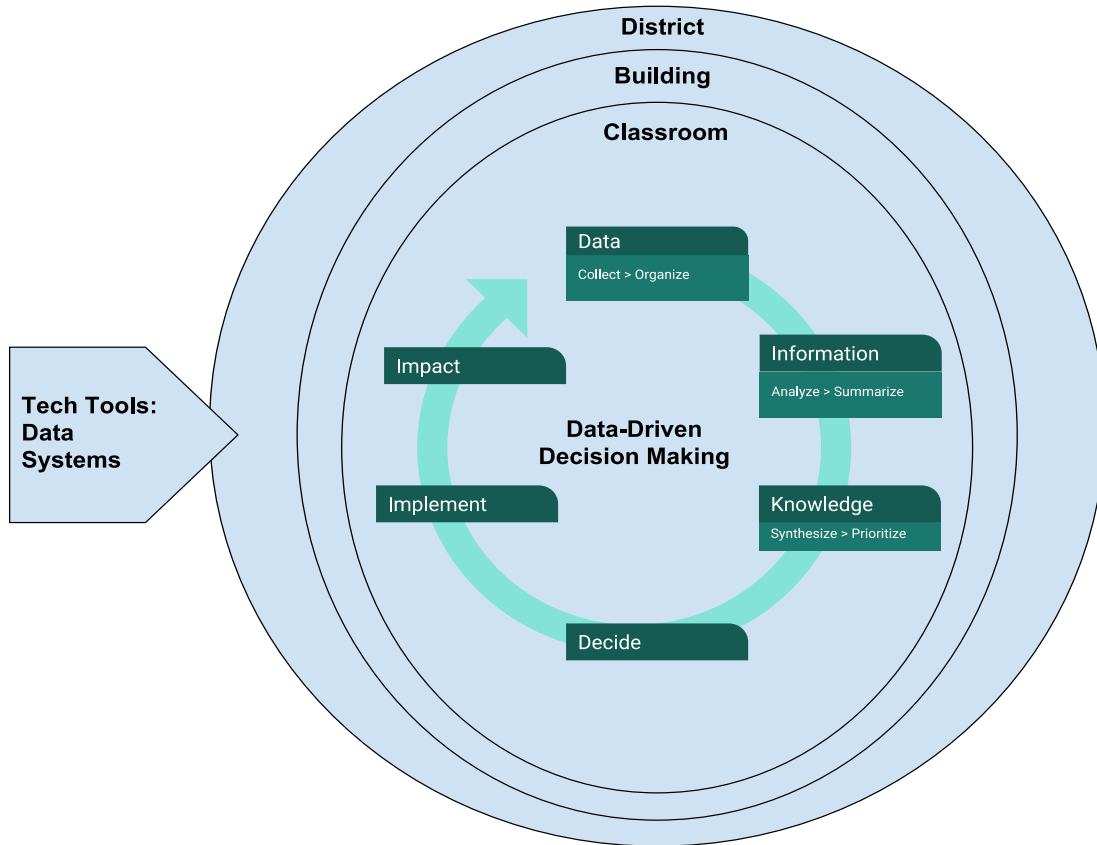 District
Building
Classroom
Data
Collect > Organize
Information
Analyze > Summarize
Knowledge
Synthesize > Prioritize
Decide
Implement
Impact
Data-Driven
Decision Making
Tech Tools:
Data
Systems